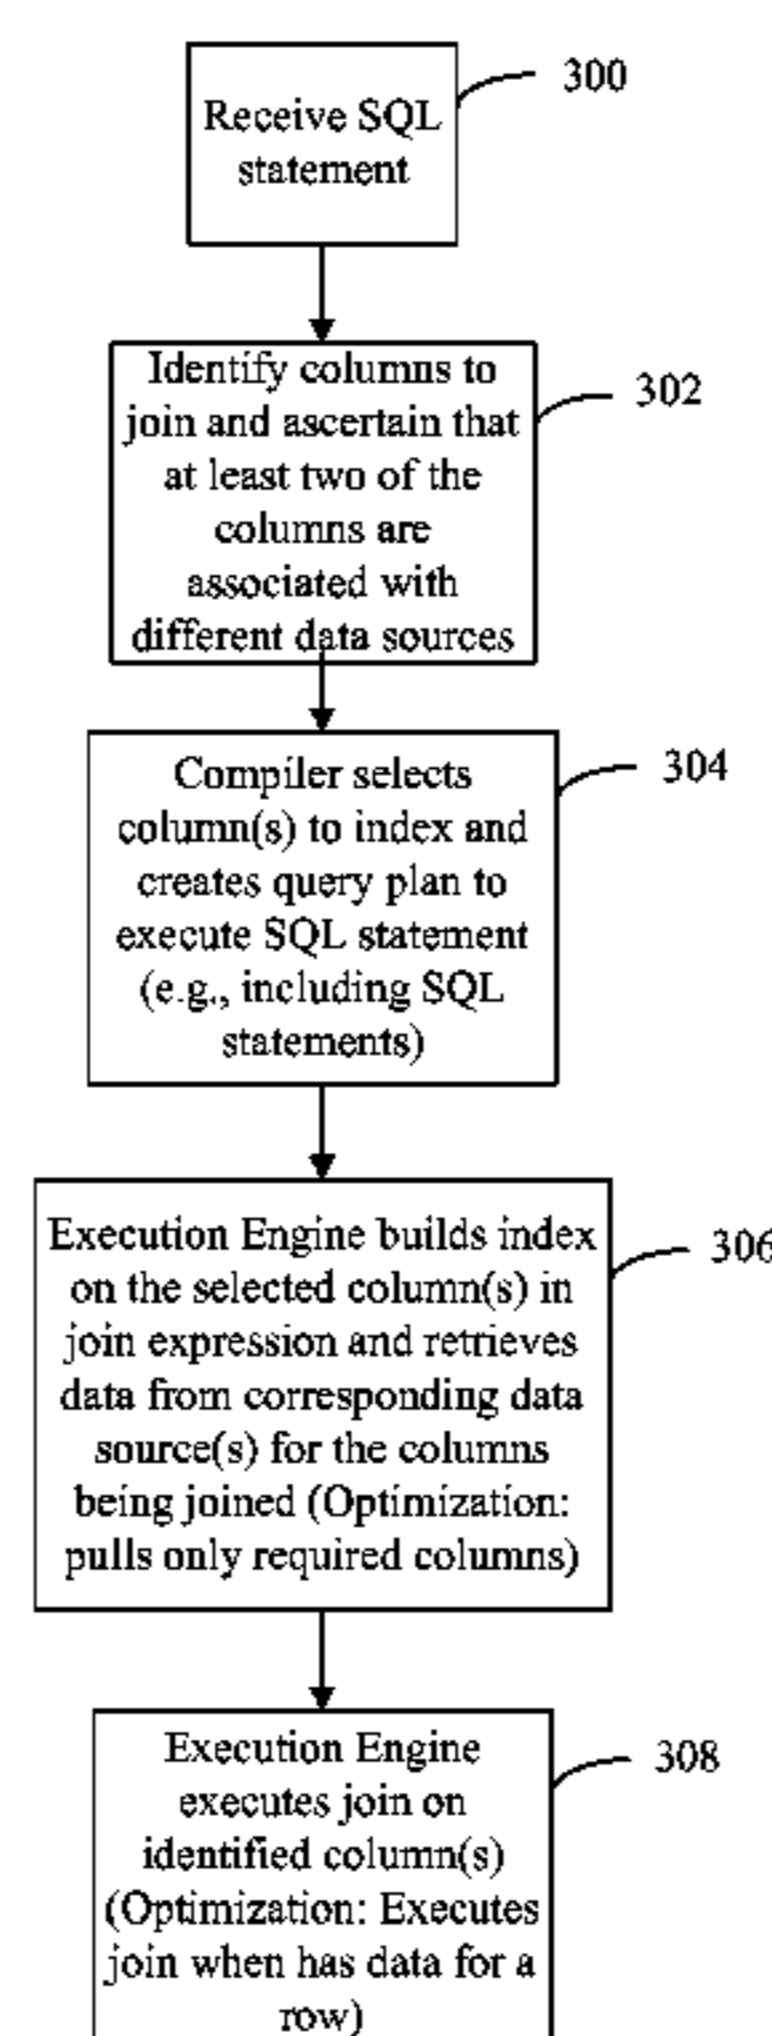 Receive SQL
statement
300
Identify columns to
join and ascertain that
at least two of the
columns are
associated with
different data sources
302
Compiler selects
column(s) to index and
creates query plan to
execute SQL statement
(e.g., including SQL
statements)
304
Execution Engine builds index
on the selected column(s) in
join expression and retrieves
data from corresponding data
source(s) for the columns
being joined (Optimization:
pulls only required columns)
306
Execution Engine
executes join on
identified column(s)
(Optimization: Executes
join when has data for a
row)
308